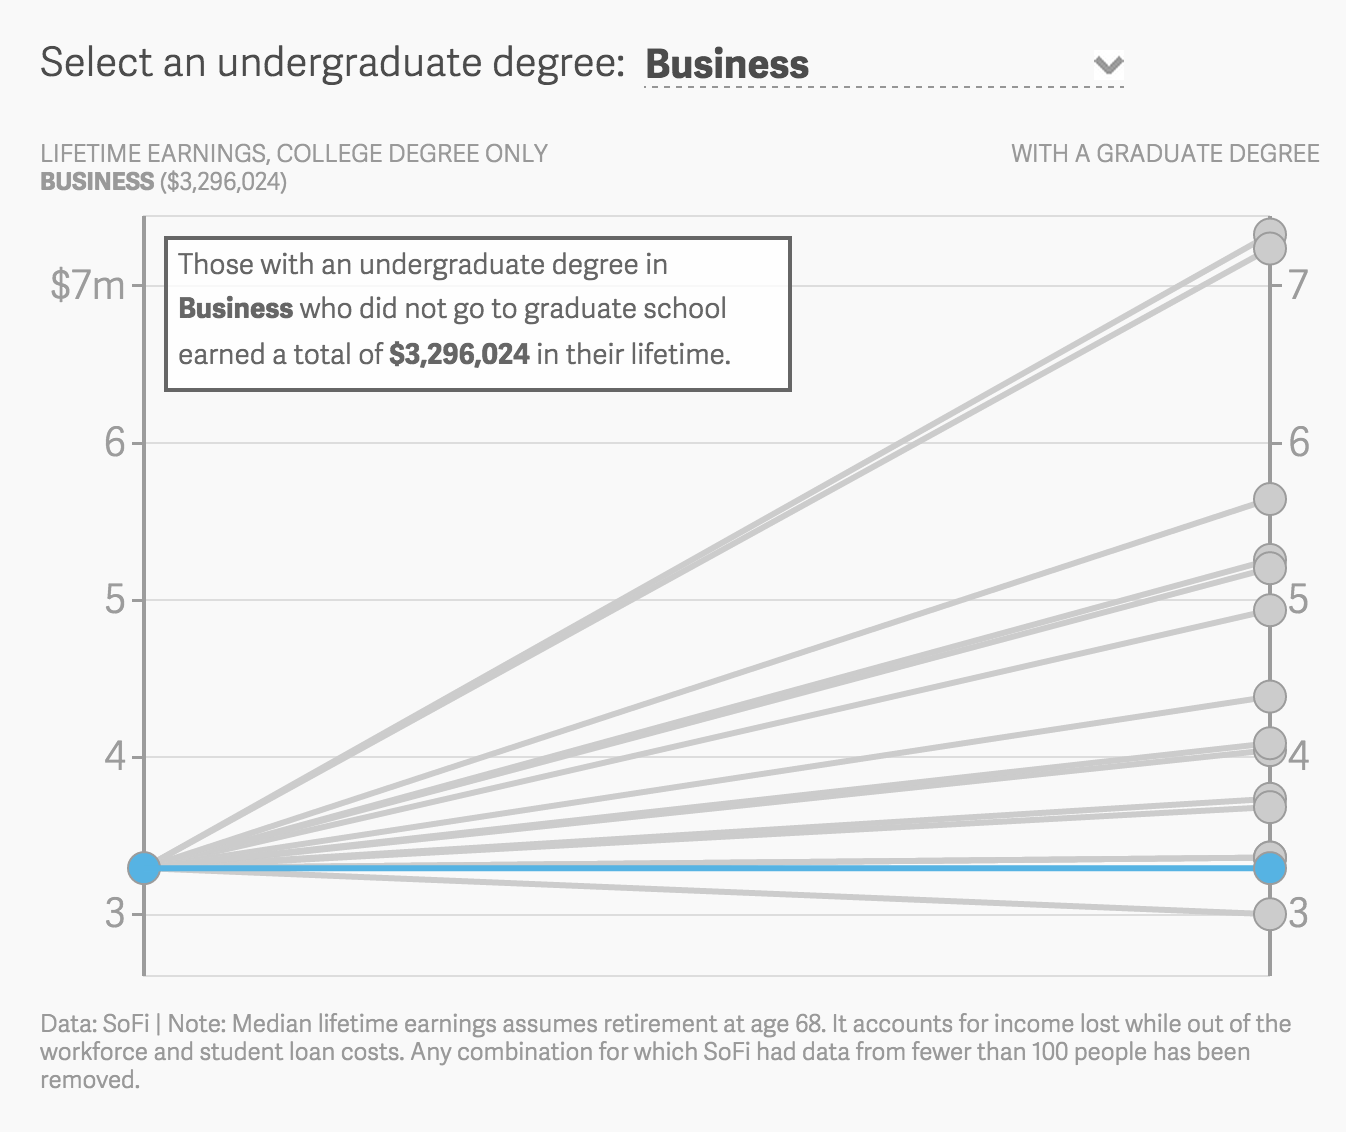 Select an undergraduate degree: Business
LIFETIME EARNINGS, COLLEGE DEGREE ONLY
WITH A GRADUATE DEGREE
BUSINESS ($3,296,024)
Those with an undergraduate degree in
Business who did not go to graduate school
earned a total of $3,296,024 in their lifetime.
$7m
7
6
6
5
5
4
4
3
3
Data: SoFi | Note: Median lifetime earnings assumes retirement at age 68. It accounts for income lost while out of the
workforce and student loan costs. Any combination for which SoFi had data from fewer than 100 people has been
removed.